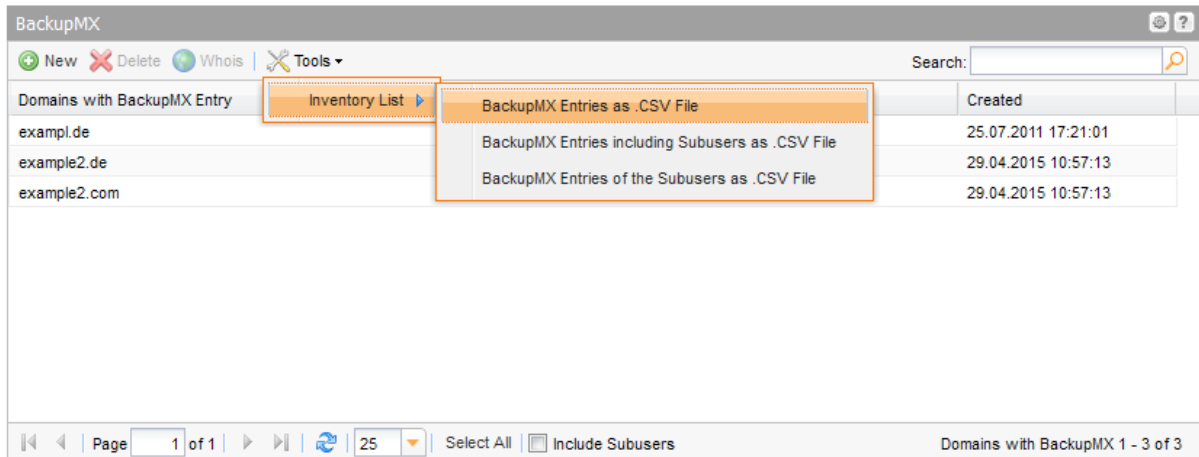 BackupMX
New Delete Whois Tools Search:
Domains with BackupMX Entry Inventory List BackupMX Entries as .CSV File Created
exampl.de 25.07.2011 17:21:01
BackupMX Entries including Subusers as .CSV File
example2.de 29.04.2015 10:57:13
BackupMX Entries of the Subusers as .CSV File
example2.com 29.04.2015 10:57:13
Page 1 of 1 25 Select All Include Subusers Domains with BackupMX 1 - 3 of 3